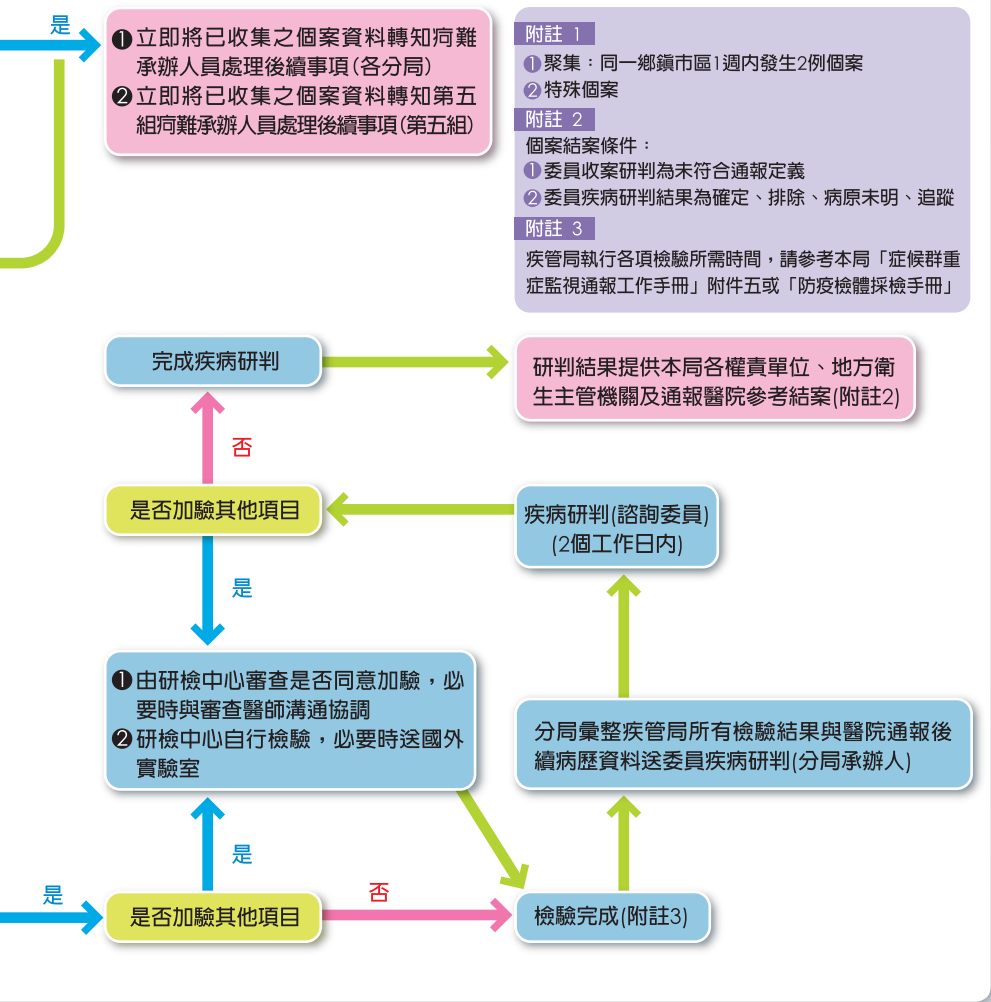 是
❶立即將已收集之個案資料轉知疴難
承辦人員處理後續事項(各分局)
❷立即將已收集之個案資料轉知第五
組疴難承辦人員處理後續事項(第五組)
附註 1
❶聚集：同一鄉鎮市區1週內發生2例個案
❷特殊個案
附註 2
個案結案條件：
❶委員收案研判為未符合通報定義
❷委員疾病研判結果為確定、排除、病原未明、追蹤
附註 3
疾管局執行各項檢驗所需時間，請參考本局「症候群重
症監視通報工作手冊」附件五或「防疫檢體採檢手冊」
完成疾病研判
研判結果提供本局各權責單位、地方衛
生主管機關及通報醫院參考結案(附註2)
否
是否加驗其他項目
疾病研判(諮詢委員)
(2個工作日內)
是
❶由研檢中心審查是否同意加驗，必
要時與審查醫師溝通協調
❷研檢中心自行檢驗，必要時送國外
實驗室
分局彙整疾管局所有檢驗結果與醫院通報後
續病歷資料送委員疾病研判(分局承辦人)
是
是
是否加驗其他項目
否
檢驗完成(附註3)